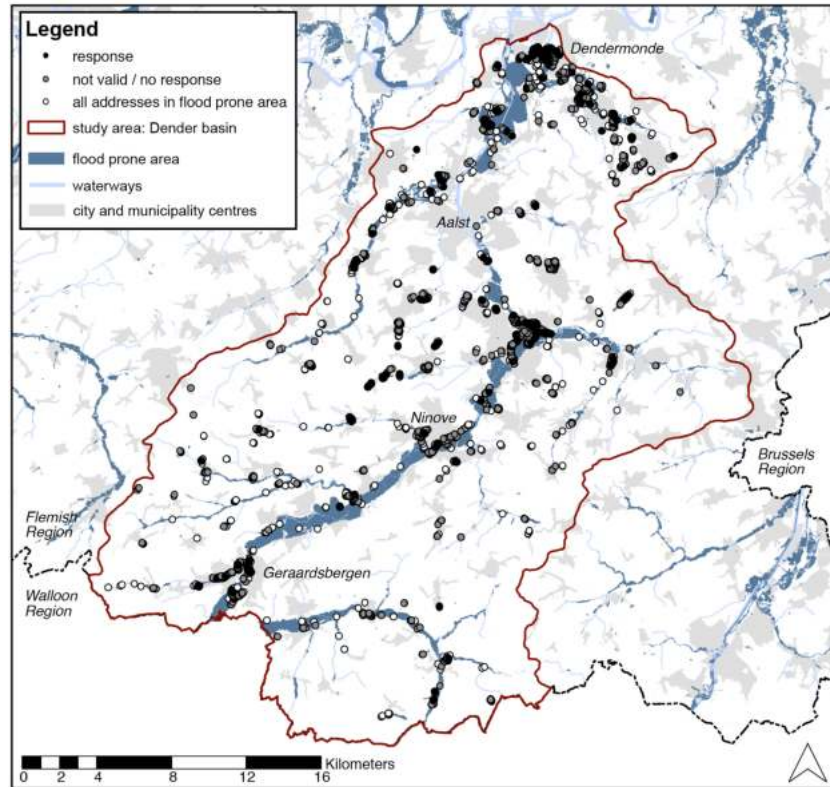 Legend
response
not valid / no response
all addresses in flood prone area
study area: Dender basin
flood prone area
waterways
city and municipality centres
Dendermonde
Aalst
Ninove
Brussels
Region
Flemish
Region
Walloon
Region
Geraardsbergen
Kilometers
0 2 4 8 12 16